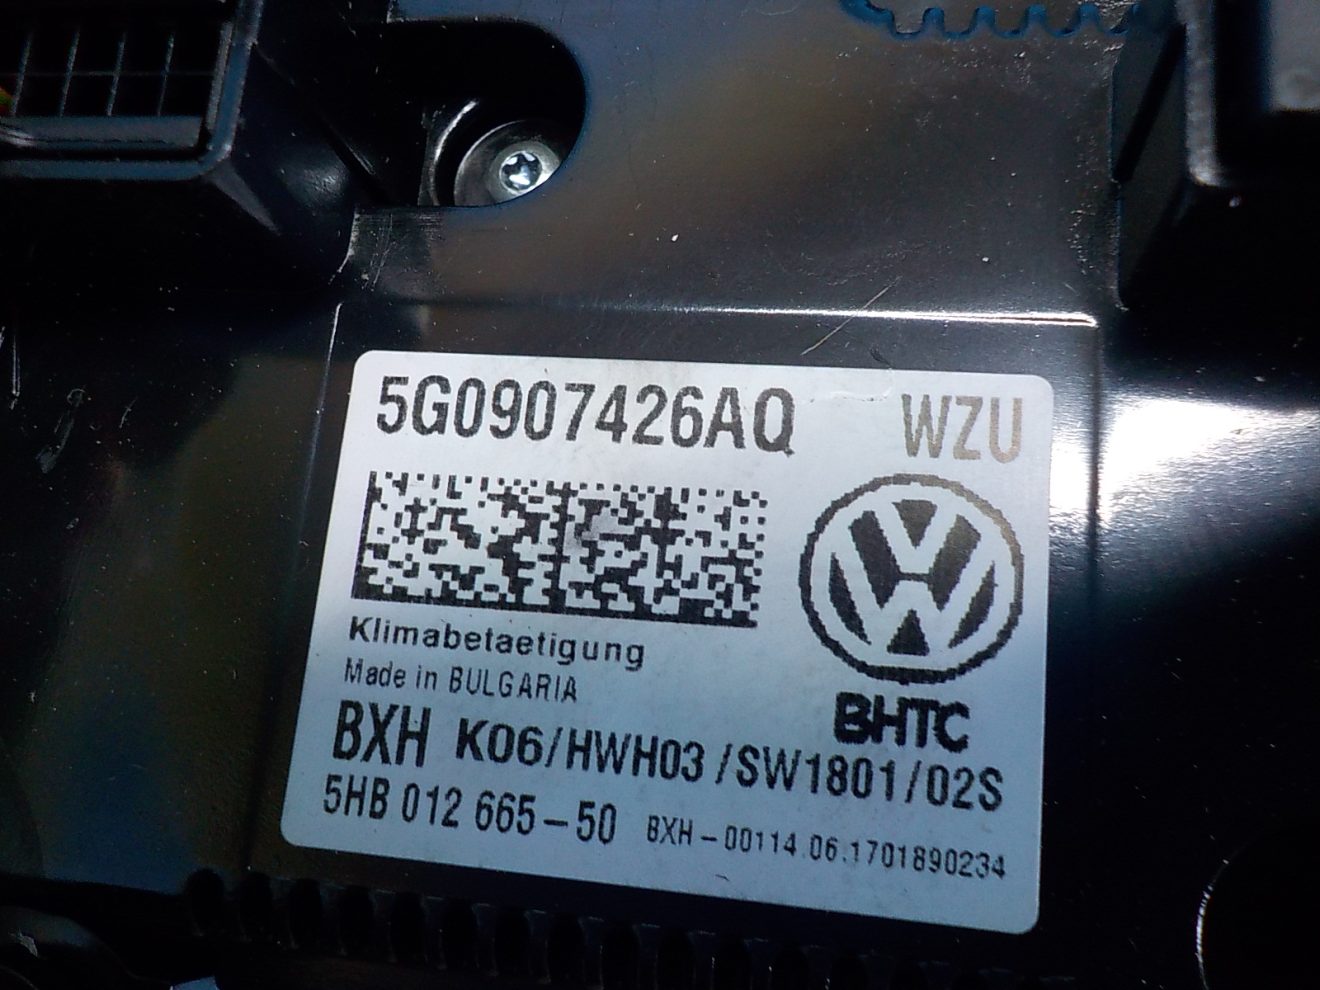 5G0907426AQ WZU
Klimabetaetigung
Made in BULGARIA
BHTC
BXH K06/HWH03/SW1801/02S
5HB 012 665-50 BXH-00114.06.1701890234